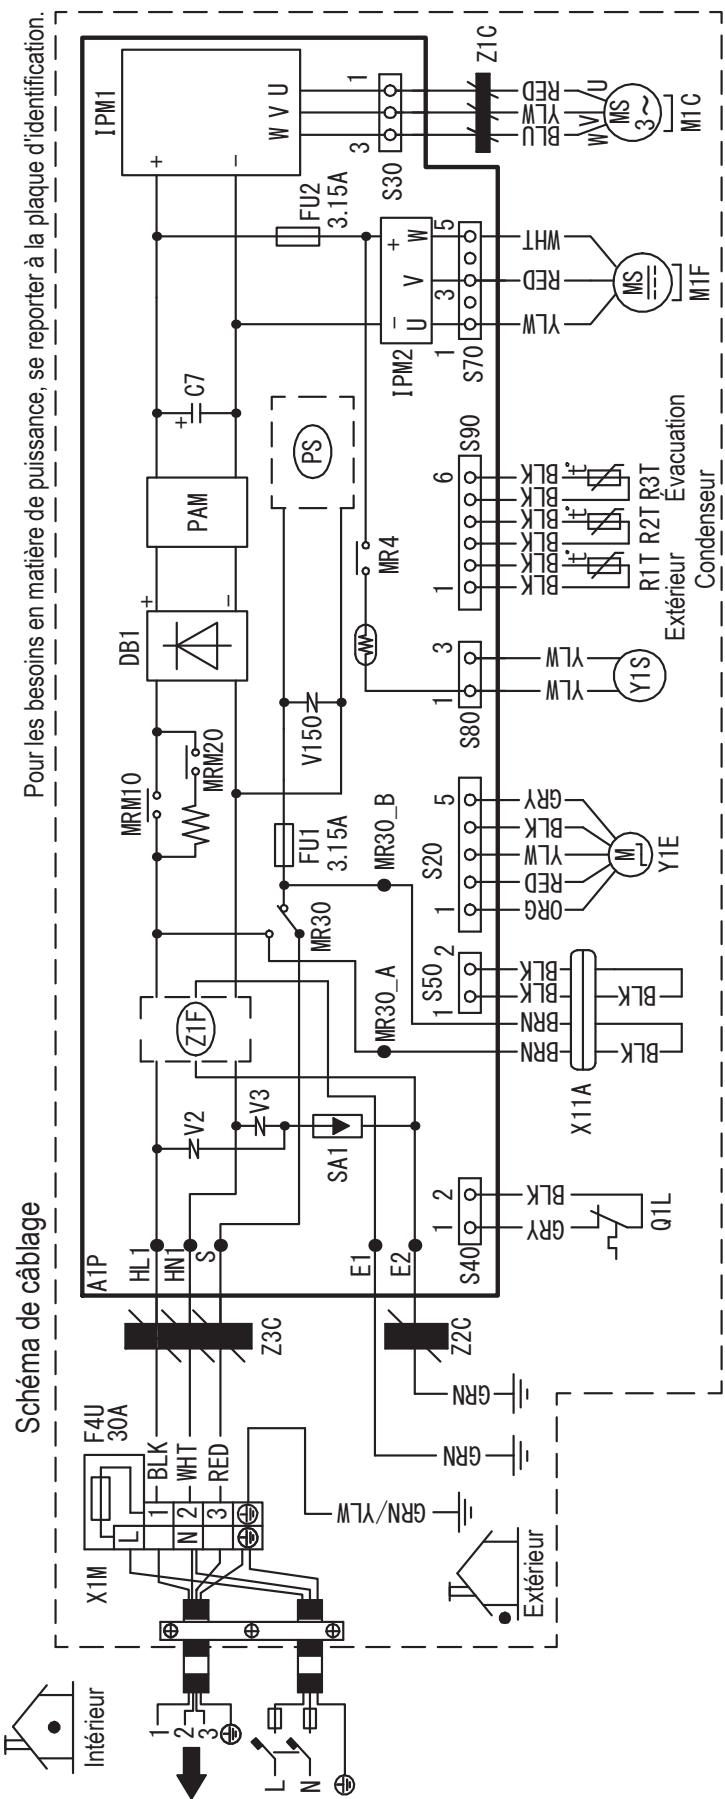 Pour les besoins en matière de puissance, se reporter à la plaque d'identification.
Schéma de câblage
Intérieur
1
2
3
L
N
X1M
F4U
30A
L
N
1
2
3
BLK
WHT
RED
GRN/YLW
GRN
GRN
Extérieur
Z3C
Z2C
A1P
HL1
HN1
S
E1
E2
V2
V3
SA1
Z1F
MR30
MR30_A
MR30_B
MRM10
MRM20
FU1
3.15A
V150
DB1
+
−
PAM
+
C7
PS
MR4
FU2
3.15A
IPM1
+
−
W V U
IPM2
−
+
U
V
W
S40
1
2
GRY
BLK
Q1L
S50
1
2
BRN
BRN
BLK
BLK
X11A
BLK
BLK
S20
1
5
ORG
RED
YLW
BLK
GRY
M
Y1E
S80
1
3
YLW
YLW
Y1S
S90
1
6
BLK
BLK
BLK
BLK
BLK
BLK
t°
t°
t°
R1T
R2T
R3T
Extérieur
Évacuation
Condenseur
S70
1
3
5
YLW
RED
WHT
MS
M1F
S30
3
1
Z1C
BLU
YLW
RED
W
V
U
MS
3~
M1C